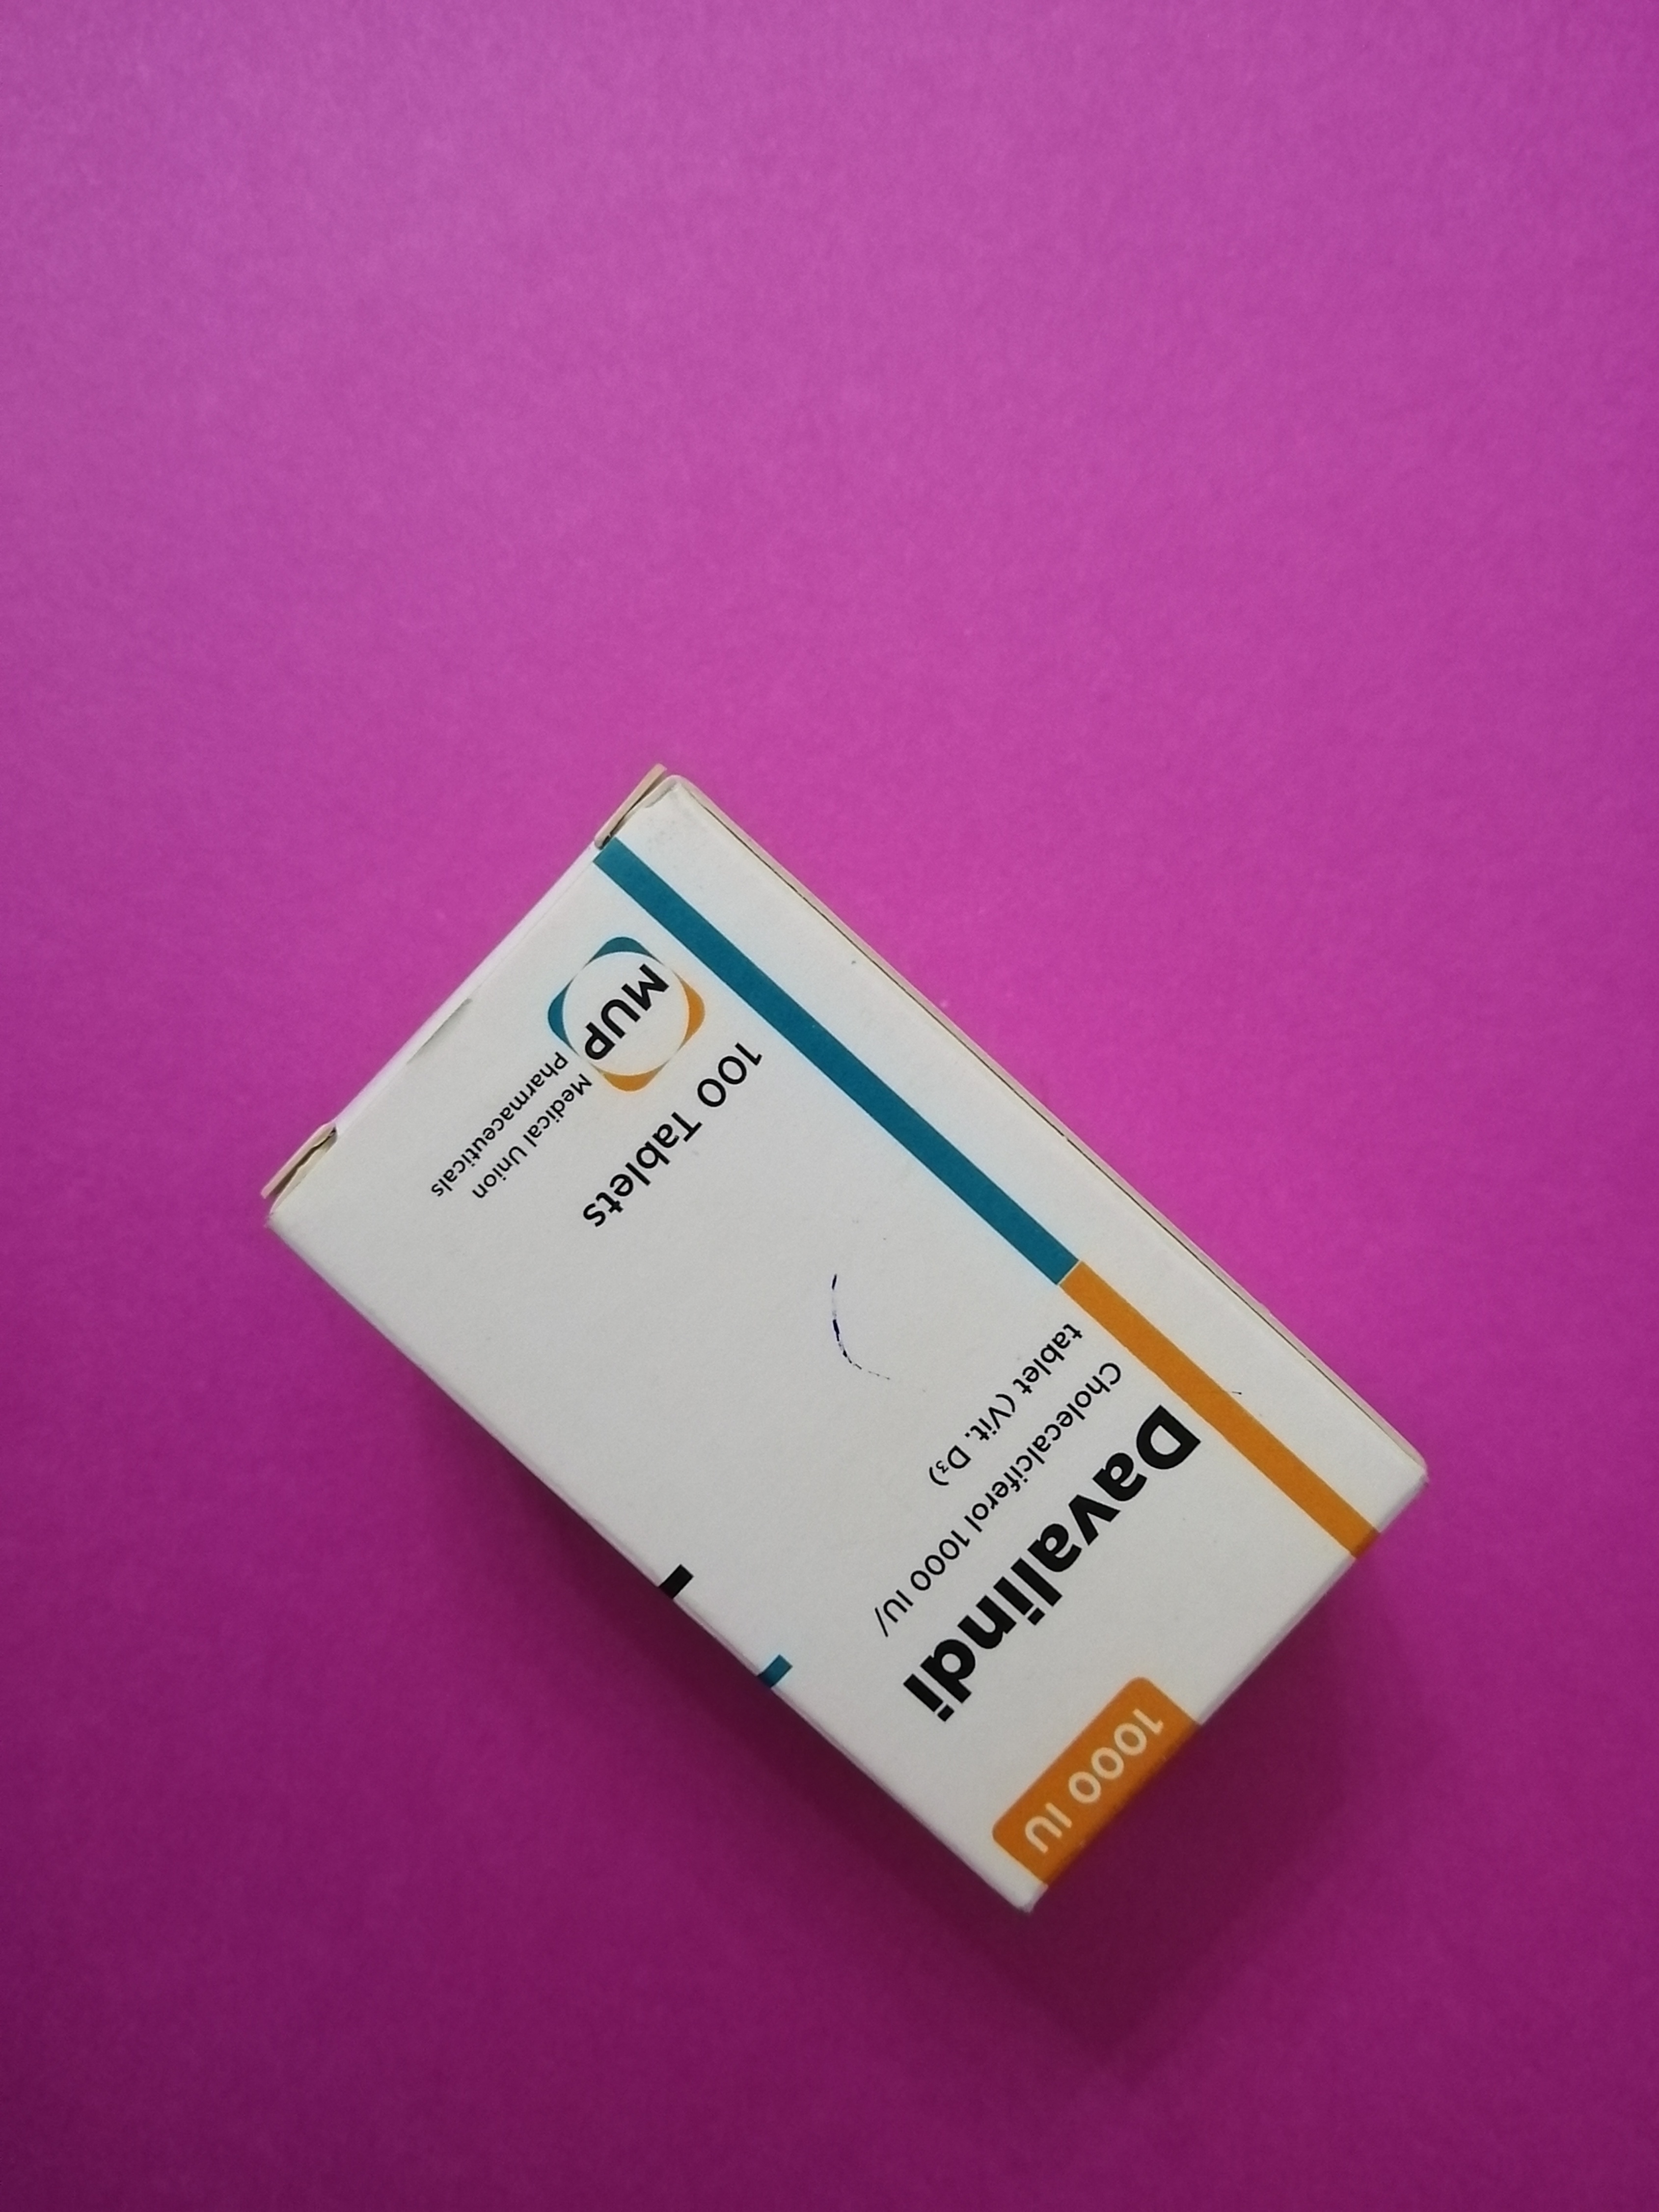 1000 IU
Davalindi
Cholecalciferol 1000 IU/
tablet (Vit. D₃)
100 Tablets
MUP
Medical Union
Pharmaceuticals